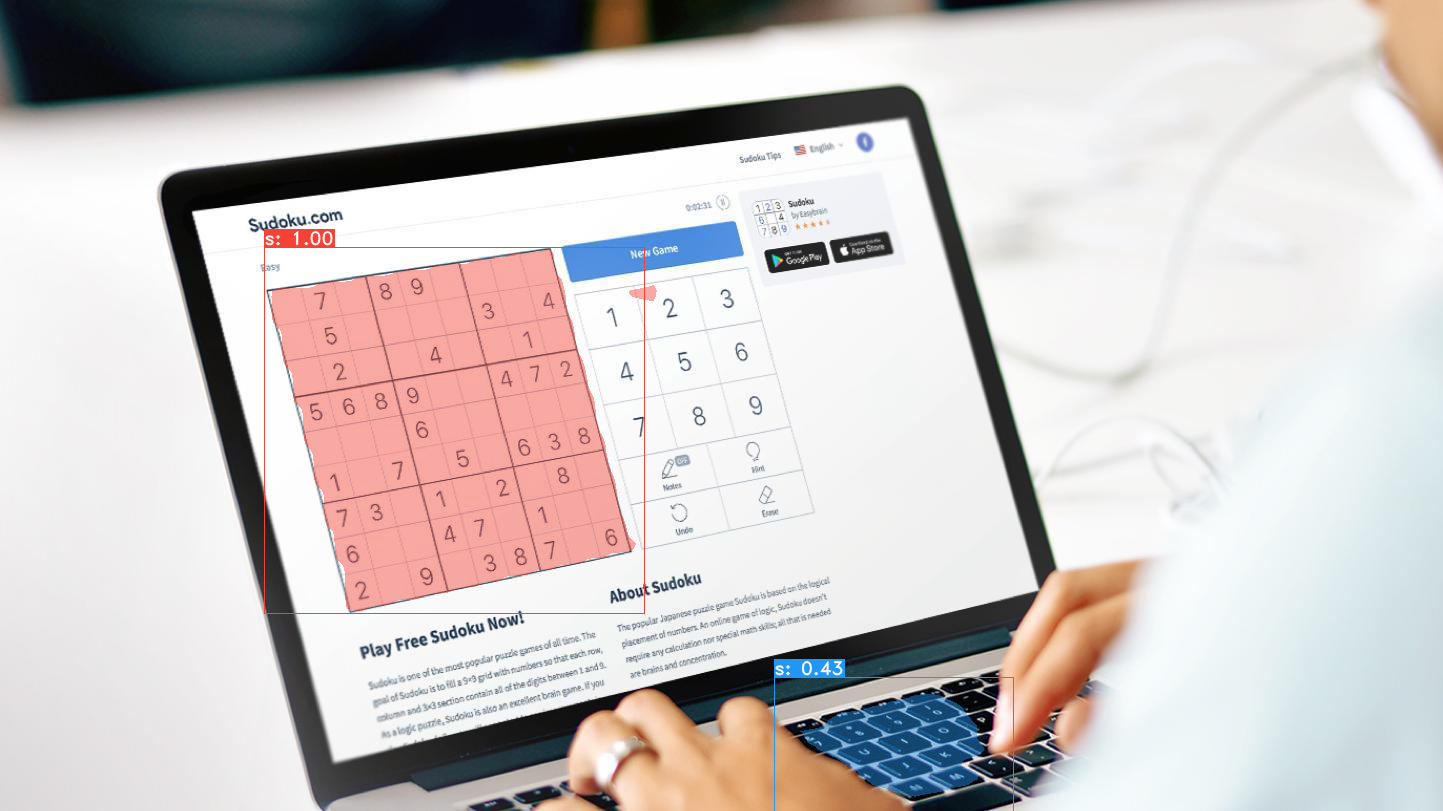 Sudoku.com
Sudoku Tips
English
Easy
0:02:31
New Game
7 8 9
5 3 4
2 4 1
5 6 8 9 4 7 2
6
1 7 5 6 3 8
7 3 1 2 8
6 4 7 1
2 9 3 8 7 6
1 2 3
4 5 6
7 8 9
OFF
Notes
Hint
Undo
Erase
1 2 3
6 4
7 8 9
Sudoku
by Easybrain
Google Play
App Store
Play Free Sudoku Now!
Sudoku is one of the most popular puzzle games of all time. The
goal of Sudoku is to fill a 9×9 grid with numbers so that each row,
column and 3×3 section contain all of the digits between 1 and 9.
As a logic puzzle, Sudoku is also an excellent brain game. If you
About Sudoku
The popular Japanese puzzle game Sudoku is based on the logical
placement of numbers. An online game of logic, Sudoku doesn't
require any calculation nor special math skills; all that is needed
are brains and concentration.
s: 1.00
s: 0.43